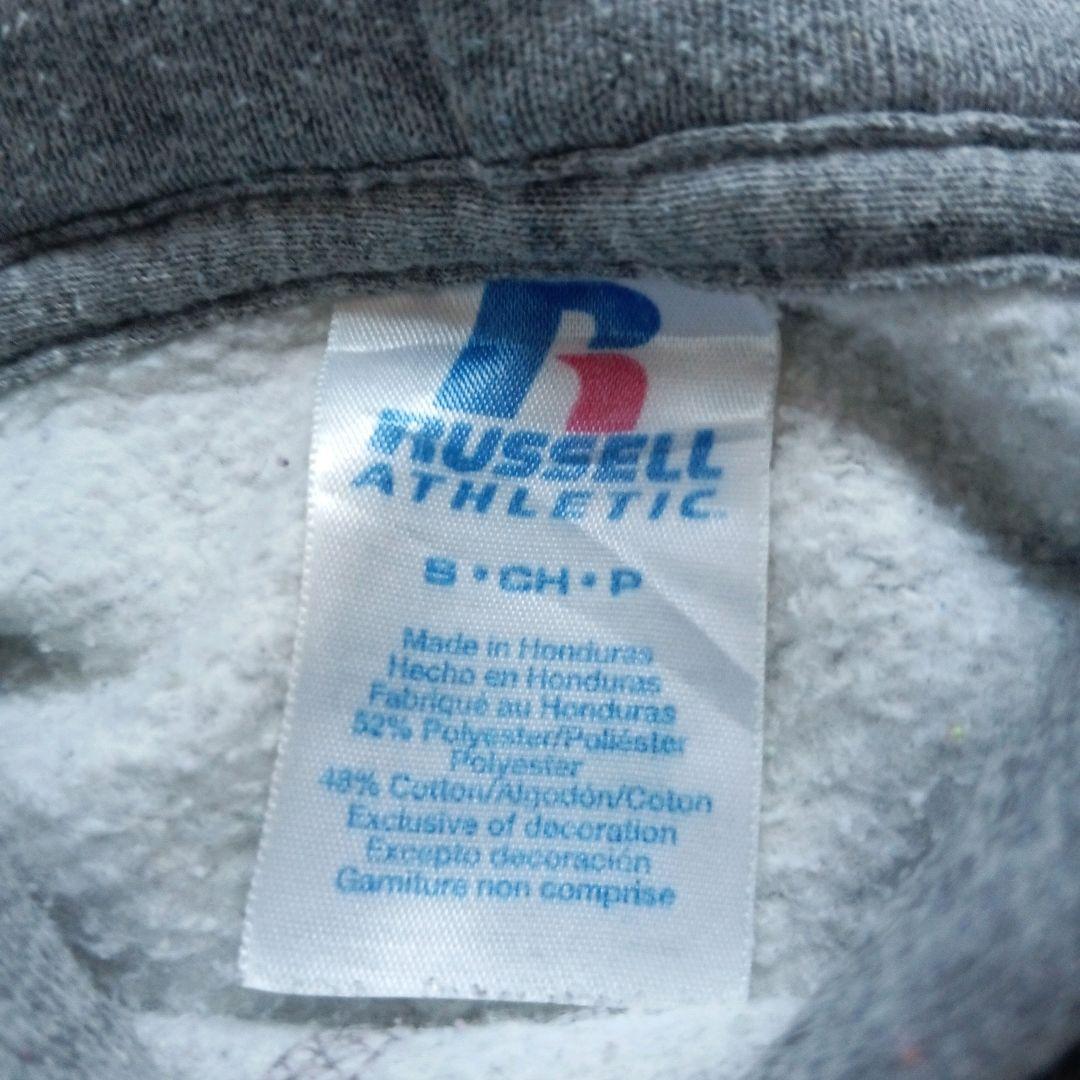 R
RUSSELL
ATHLETIC
S • CH • P
Made in Honduras
Hecho en Honduras
Fabriqué au Honduras
52% Polyester/Poliéster
Polyester
48% Cotton/Algodón/Coton
Exclusive of decoration
Excepto decoración
Garniture non comprise